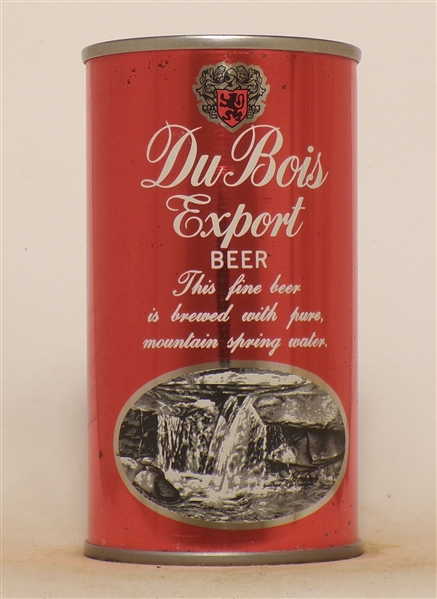 Du Bois
Export
BEER
This fine beer
is brewed with pure,
mountain spring water.